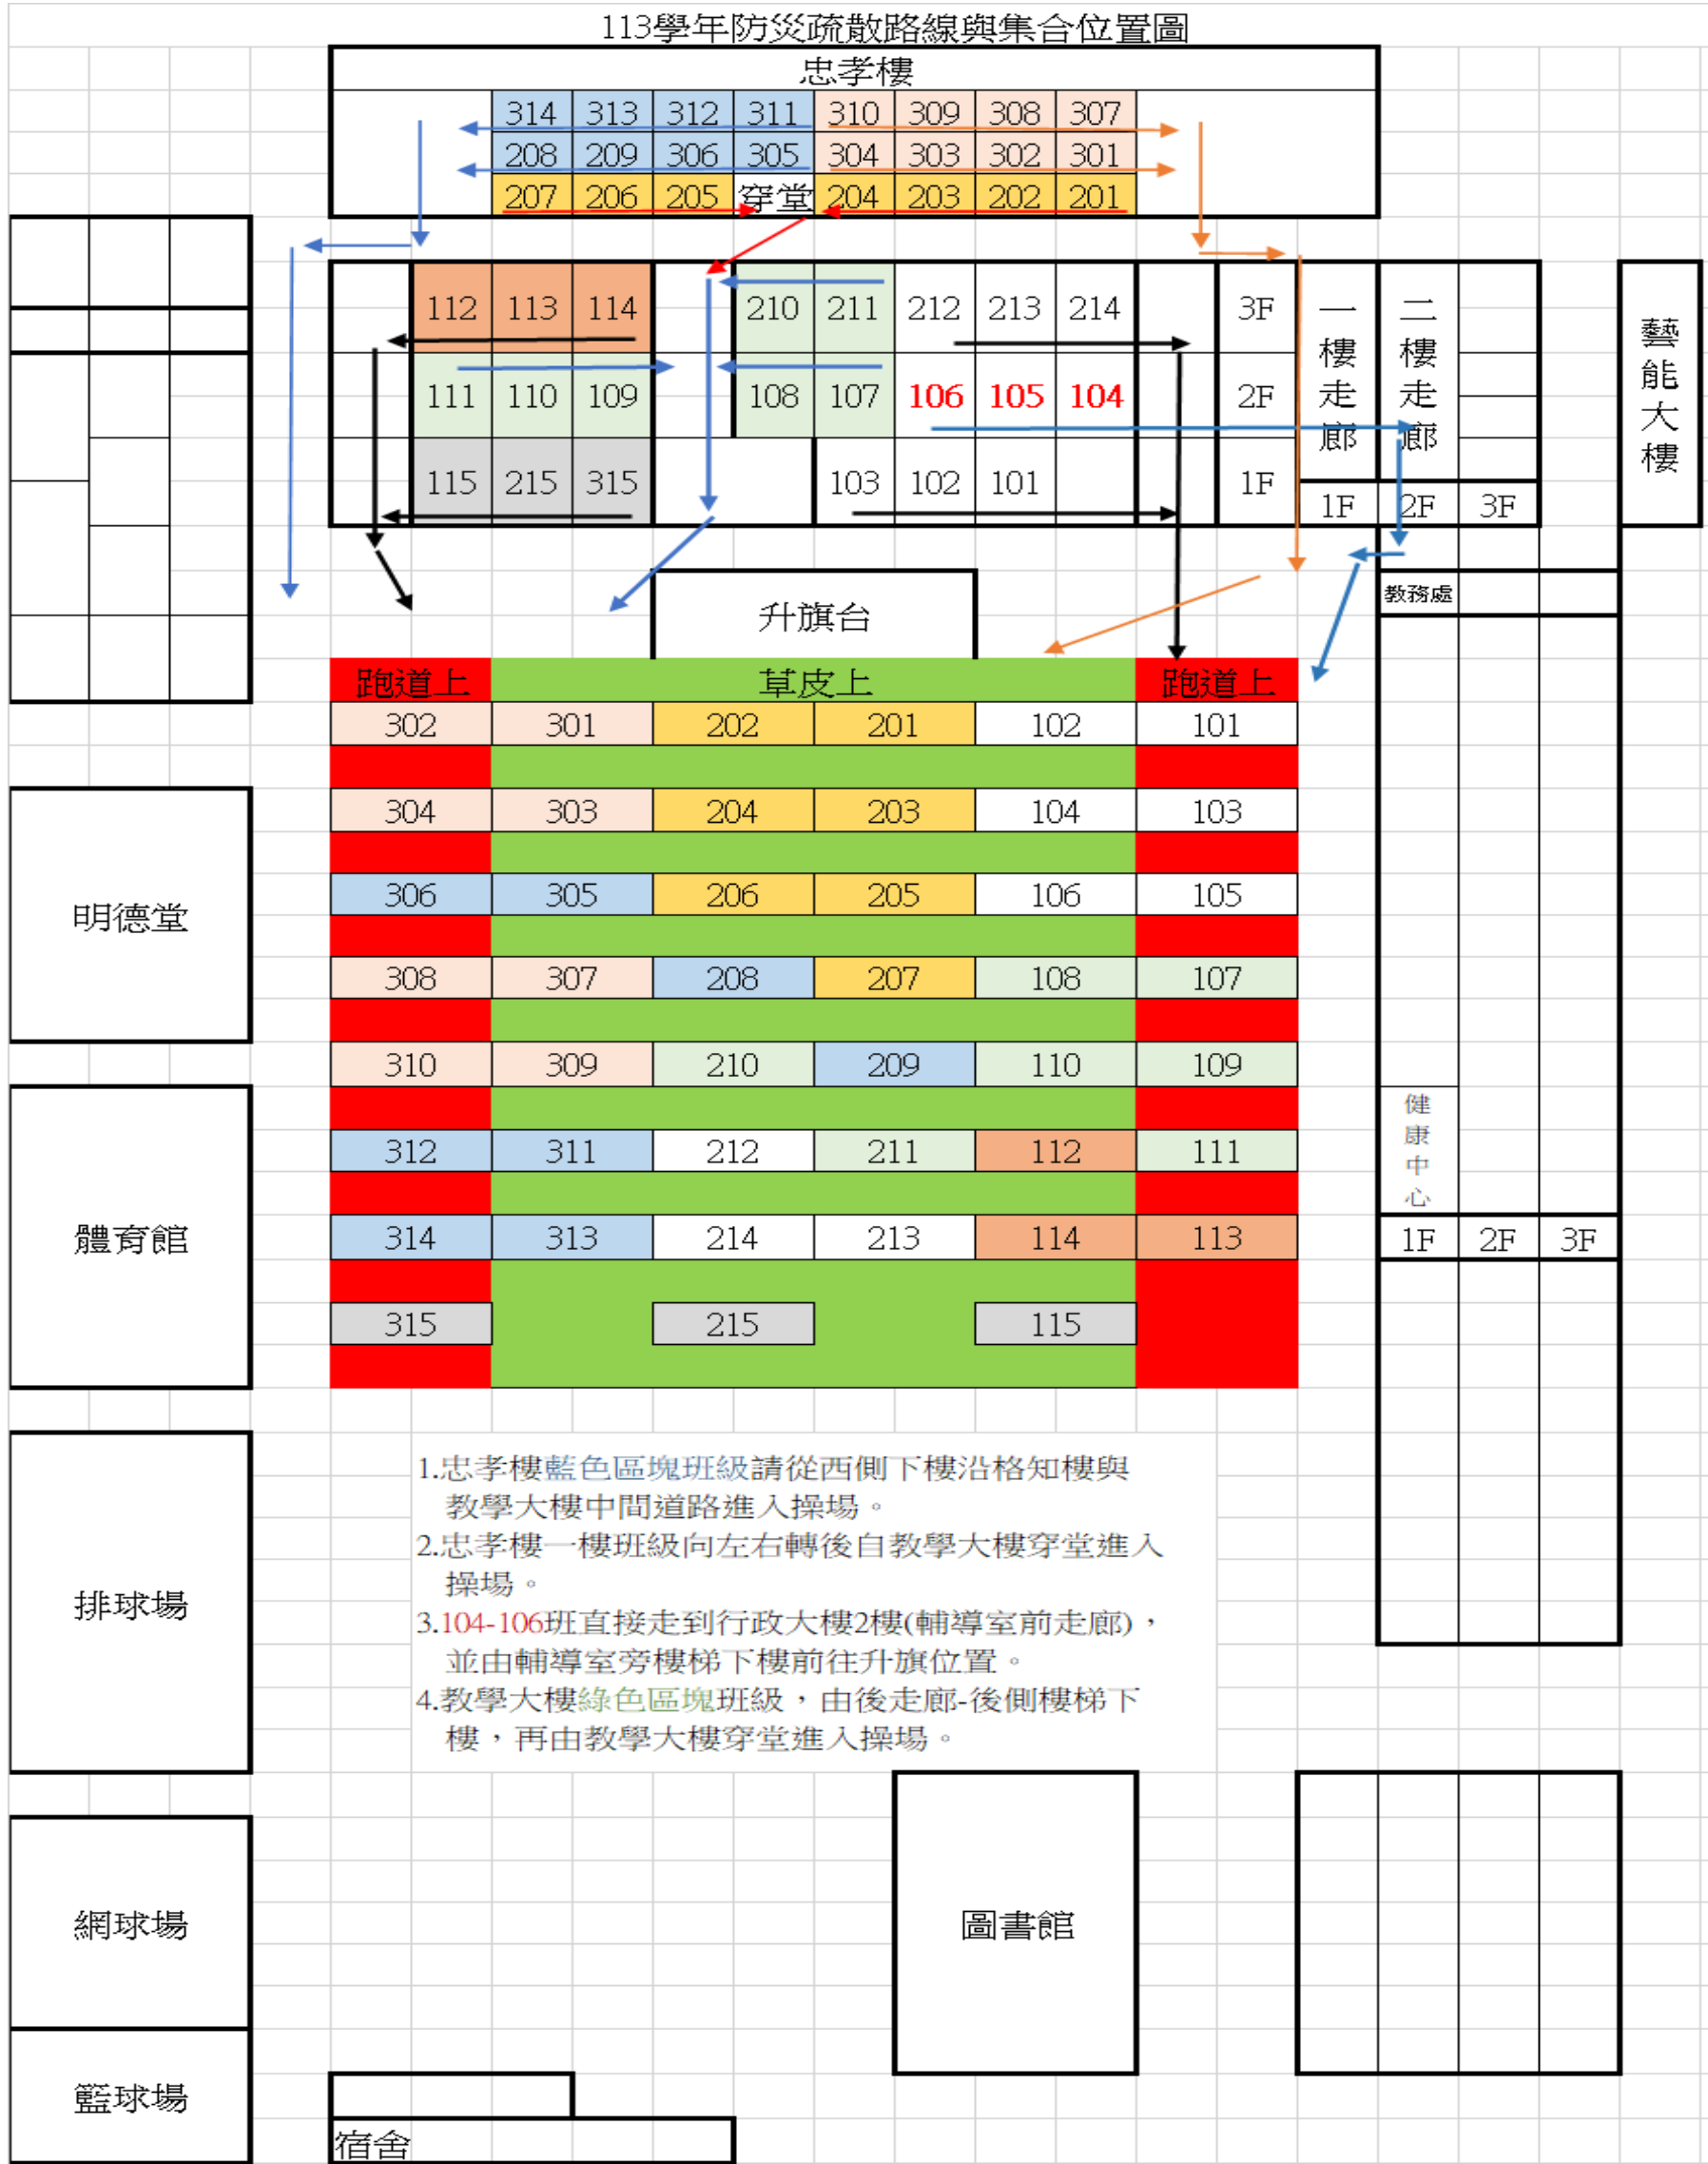 113學年防災疏散路線與集合位置圖
忠孝樓
314 313 312 311 310 309 308 307
208 209 306 305 304 303 302 301
207 206 205 穿堂 204 203 202 201
112 113 114 210 211 212 213 214 3F
111 110 109 108 107 106 105 104 2F
115 215 315 103 102 101 1F
一樓走廊
二樓走廊
1F 2F 3F
藝能大樓
教務處
升旗台
跑道上 草皮上 跑道上
302 301 202 201 102 101
304 303 204 203 104 103
306 305 206 205 106 105
308 307 208 207 108 107
310 309 210 209 110 109
312 311 212 211 112 111
314 313 214 213 114 113
315 215 115
健康中心
1F 2F 3F
明德堂
體育館
排球場
1.忠孝樓藍色區塊班級請從西側下樓沿格知樓與
教學大樓中間道路進入操場。
2.忠孝樓一樓班級向左右轉後自教學大樓穿堂進入
操場。
3.104-106班直接走到行政大樓2樓(輔導室前走廊)，
並由輔導室旁樓梯下樓前往升旗位置。
4.教學大樓綠色區塊班級，由後走廊-後側樓梯下
樓，再由教學大樓穿堂進入操場。
網球場
圖書館
籃球場
宿舍